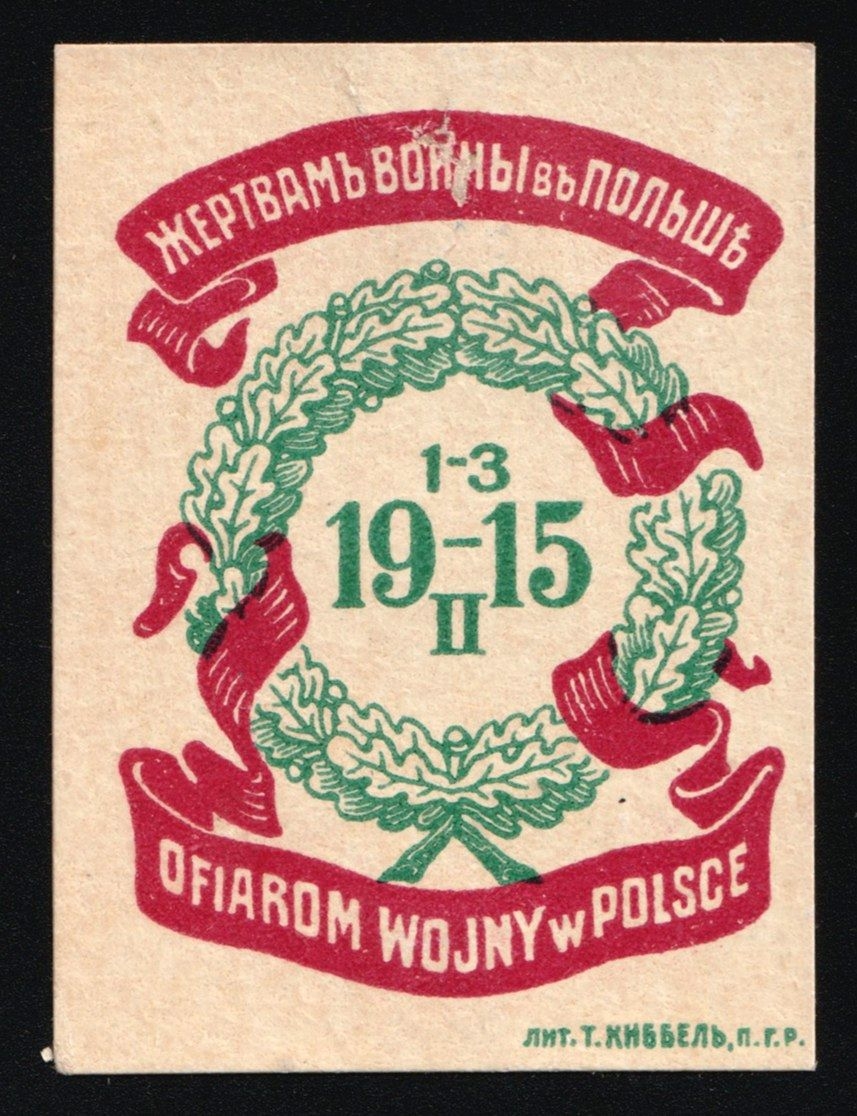 ЖЕРТВАМЪ ВОЙНЫ въ ПОЛЬШѢ
1-3
19-15
II
OFIAROM WOJNY w POLSCE
ЛИТ. Т. КИББЕЛЬ, П.Г.Р.